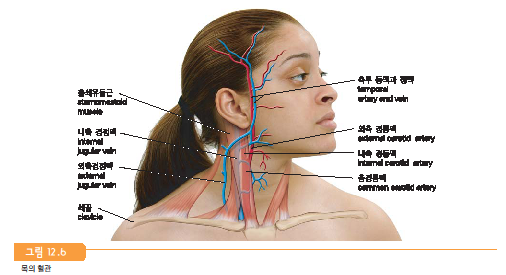 흉쇄유돌근
sternomastoid
muscle
내측 경정맥
internal
jugular vein
외측경정맥
external
jugular vein
쇄골
clavicle
측두 동맥과 정맥
temporal
artery and vein
외측 경동맥
external carotid artery
내측 경동맥
internal carotid artery
총경동맥
common carotid artery
그림 12.6
목의 혈관